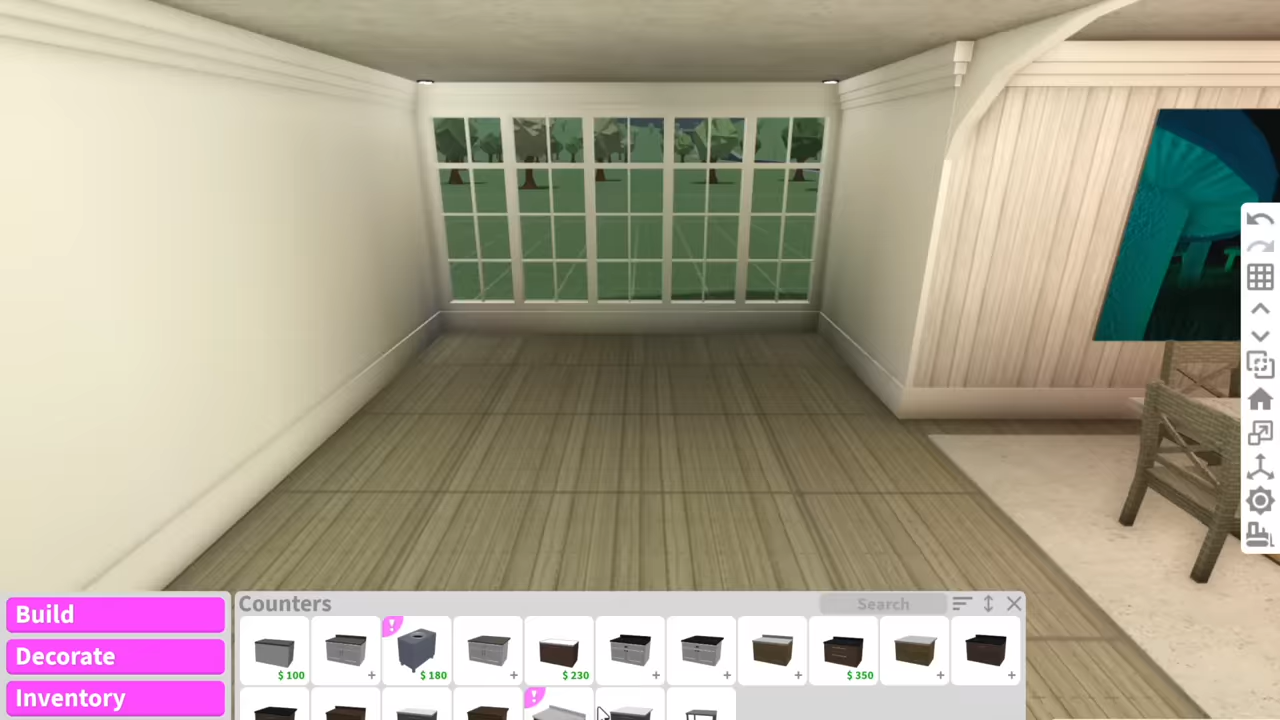 Build
Decorate
Inventory
Counters
Search
$ 100
+
!
$ 180
+
$ 230
+
+
+
$ 350
+
+
!